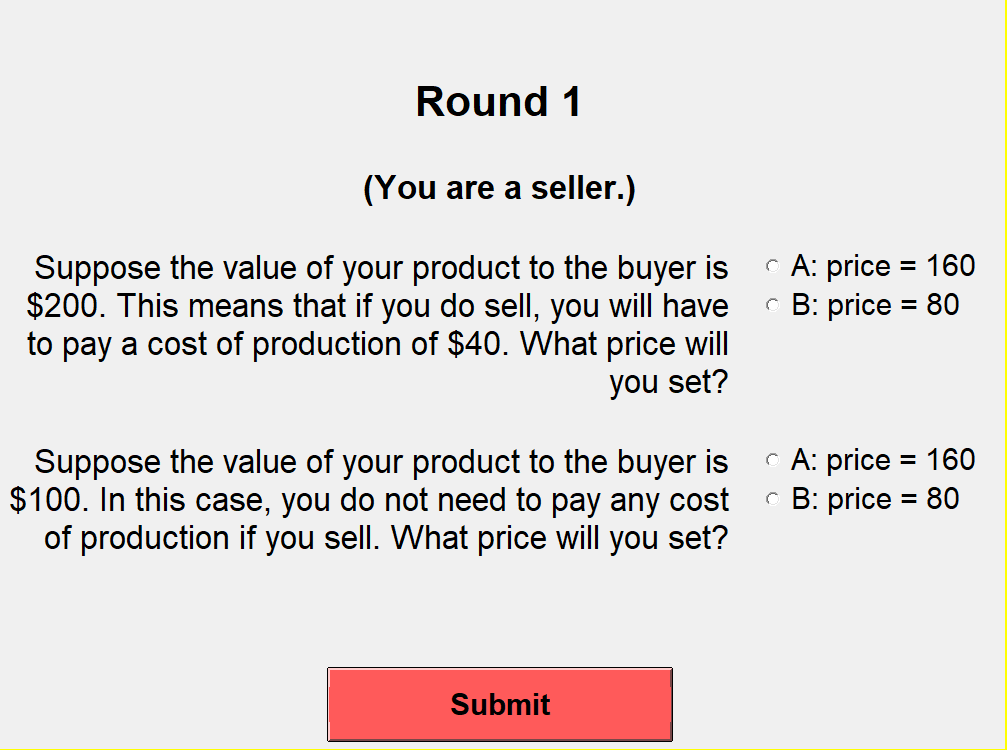 Round 1
(You are a seller.)
Suppose the value of your product to the buyer is
$200. This means that if you do sell, you will have
to pay a cost of production of $40. What price will
you set?
A: price = 160
B: price = 80
Suppose the value of your product to the buyer is
$100. In this case, you do not need to pay any cost
of production if you sell. What price will you set?
A: price = 160
B: price = 80
Submit